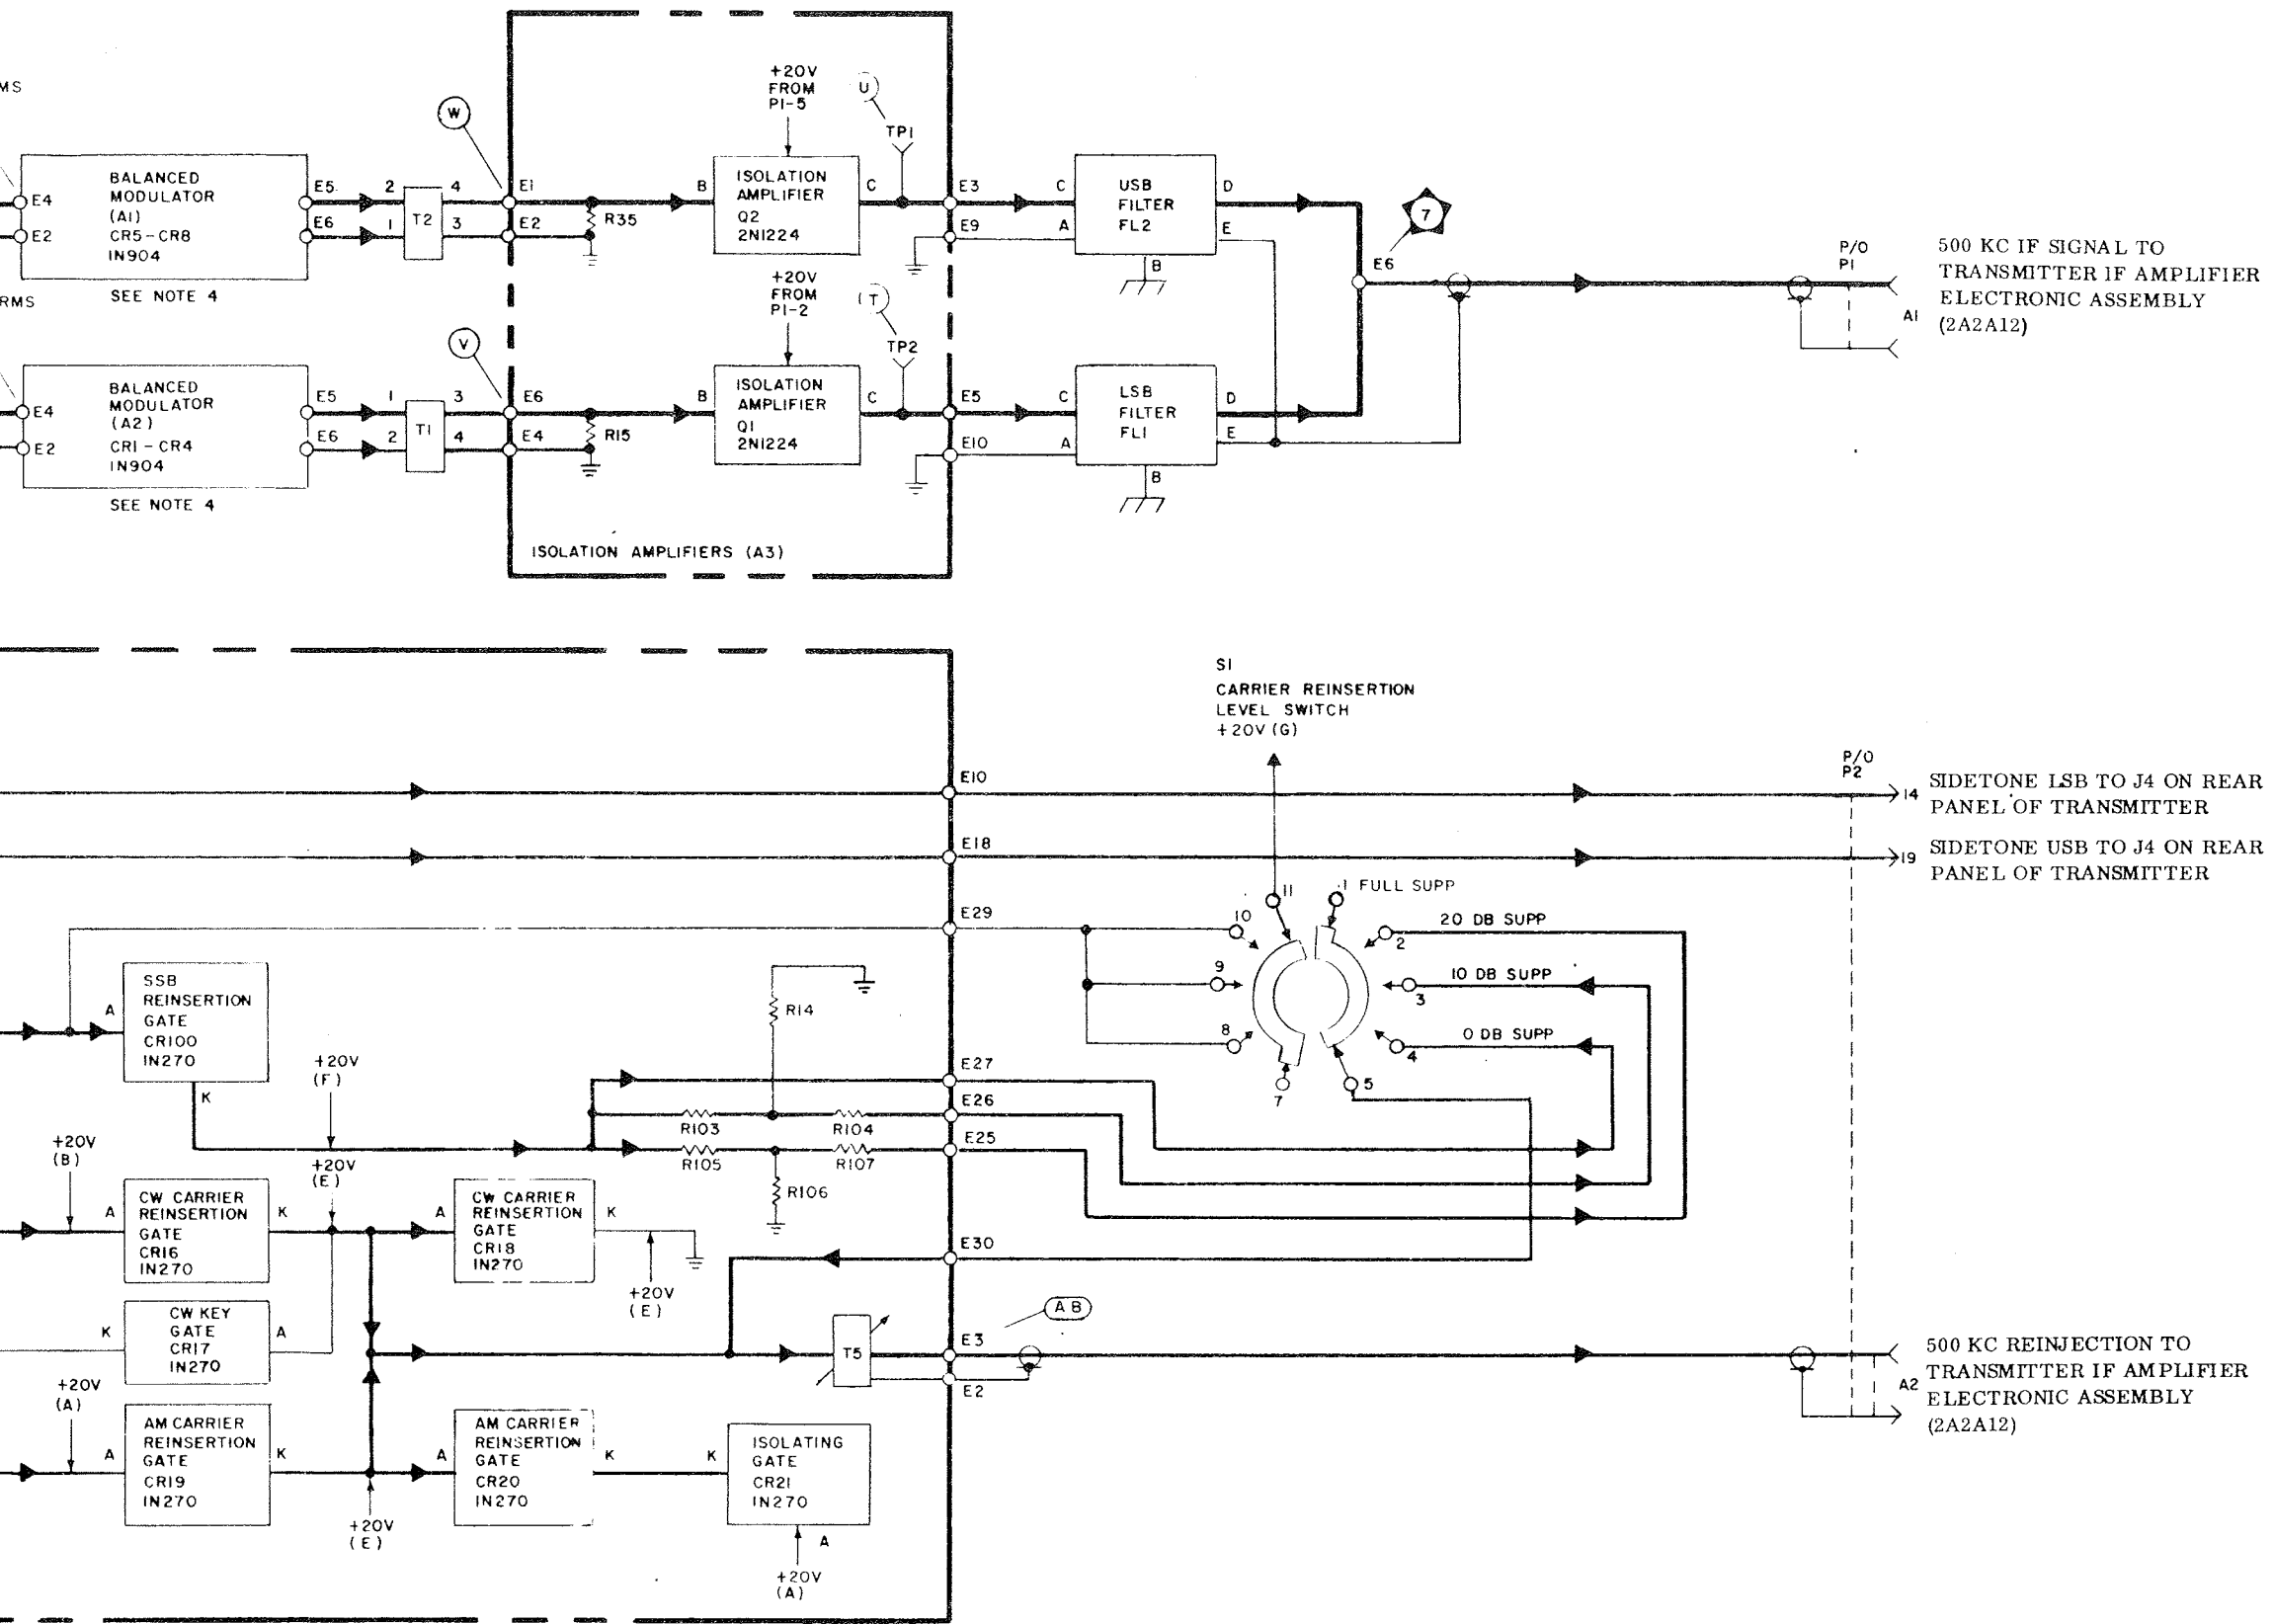 MS
E4
E2
BALANCED
MODULATOR
(A1)
CR5-CR8
IN904
SEE NOTE 4
E5
E6
2
1
T2
4
3
W
E1
E2
R35
+20V
FROM
P1-5
B
ISOLATION
AMPLIFIER
Q2
2N1224
C
U
TP1
E3
E9
C
A
USB
FILTER
FL2
B
D
E
7
E6
P/O
P1
A1
500 KC IF SIGNAL TO
TRANSMITTER IF AMPLIFIER
ELECTRONIC ASSEMBLY
(2A2A12)
RMS
E4
E2
BALANCED
MODULATOR
(A2)
CR1-CR4
IN904
SEE NOTE 4
E5
E6
1
2
T1
3
4
V
E6
E4
R15
+20V
FROM
P1-2
B
ISOLATION
AMPLIFIER
Q1
2N1224
C
T
TP2
E5
E10
C
A
LSB
FILTER
FL1
B
D
E
ISOLATION AMPLIFIERS (A3)
S1
CARRIER REINSERTION
LEVEL SWITCH
+20V (G)
E10
P/O
P2
14
SIDETONE LSB TO J4 ON REAR
PANEL OF TRANSMITTER
E18
19
SIDETONE USB TO J4 ON REAR
PANEL OF TRANSMITTER
E29
11
1 FULL SUPP
10
2
20 DB SUPP
9
3
10 DB SUPP
8
4
0 DB SUPP
7
5
A
SSB
REINSERTION
GATE
CR100
IN270
K
R14
+20V
(F)
E27
E26
E25
R103
R104
R105
R107
R106
+20V
(B)
+20V
(E)
A
CW CARRIER
REINSERTION
GATE
CR16
IN270
K
A
CW CARRIER
REINSERTION
GATE
CR18
IN270
K
+20V
(E)
E30
K
CW KEY
GATE
CR17
IN270
A
T5
AB
E3
E2
A2
500 KC REINJECTION TO
TRANSMITTER IF AMPLIFIER
ELECTRONIC ASSEMBLY
(2A2A12)
+20V
(A)
A
AM CARRIER
REINSERTION
GATE
CR19
IN270
K
+20V
(E)
A
AM CARRIER
REINSERTION
GATE
CR20
IN270
K
K
ISOLATING
GATE
CR21
IN270
A
+20V
(A)